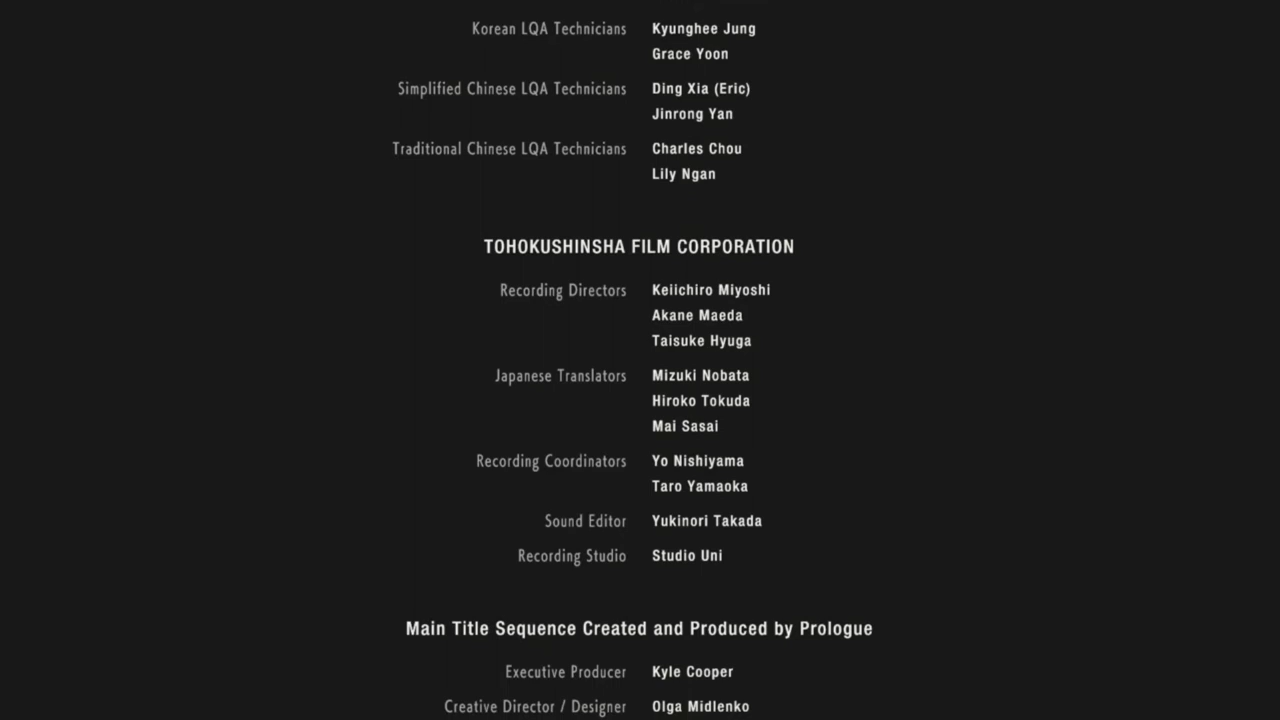 Korean LQA Technicians Kyunghee Jung
Grace Yoon
Simplified Chinese LQA Technicians Ding Xia (Eric)
Jinrong Yan
Traditional Chinese LQA Technicians Charles Chou
Lily Ngan
TOHOKUSHINSHA FILM CORPORATION
Recording Directors Keiichiro Miyoshi
Akane Maeda
Taisuke Hyuga
Japanese Translators Mizuki Nobata
Hiroko Tokuda
Mai Sasai
Recording Coordinators Yo Nishiyama
Taro Yamaoka
Sound Editor Yukinori Takada
Recording Studio Studio Uni
Main Title Sequence Created and Produced by Prologue
Executive Producer Kyle Cooper
Creative Director / Designer Olga Midlenko